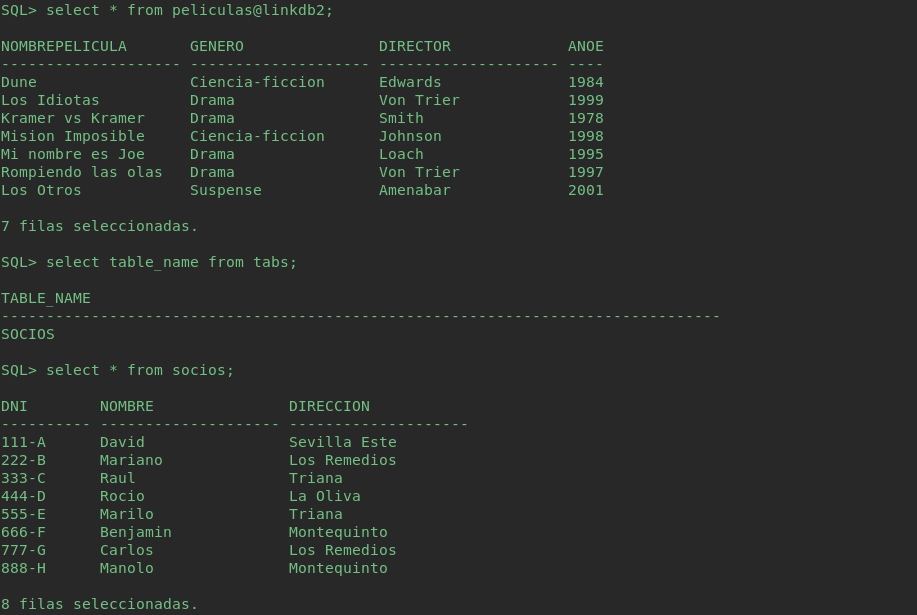 SQL> select * from peliculas@linkdb2;
NOMBREPELICULA       GENERO               DIRECTOR             ANOE
-------------------- -------------------- -------------------- ----
Dune                 Ciencia-ficcion      Edwards              1984
Los Idiotas          Drama                Von Trier            1999
Kramer vs Kramer     Drama                Smith                1978
Mision Imposible     Ciencia-ficcion      Johnson              1998
Mi nombre es Joe     Drama                Loach                1995
Rompiendo las olas   Drama                Von Trier            1997
Los Otros            Suspense             Amenabar             2001
7 filas seleccionadas.
SQL> select table_name from tabs;
TABLE_NAME
--------------------------------------------------------------------------------
SOCIOS
SQL> select * from socios;
DNI        NOMBRE               DIRECCION
---------- -------------------- --------------------
111-A      David                Sevilla Este
222-B      Mariano              Los Remedios
333-C      Raul                 Triana
444-D      Rocio                La Oliva
555-E      Marilo               Triana
666-F      Benjamin             Montequinto
777-G      Carlos               Los Remedios
888-H      Manolo               Montequinto
8 filas seleccionadas.